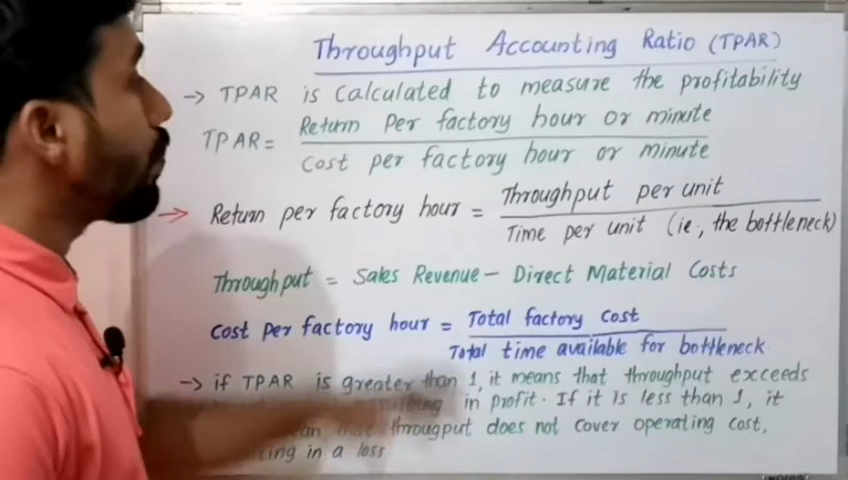 Throughput Accounting Ratio (TPAR)
→ TPAR is calculated to measure the profitability
TPAR = Return Per factory hour or minute
Cost per factory hour or minute
→ Return per factory hour = Throughput per unit
Time per unit (ie., the bottleneck)
Throughput = Sales Revenue – Direct Material Costs
Cost per factory hour = Total factory cost
Total time available for bottleneck
→ if TPAR is greater than 1, it means that throughput exceeds
in profit. If it is less than 1, it
througput does not cover operating cost,
in a loss